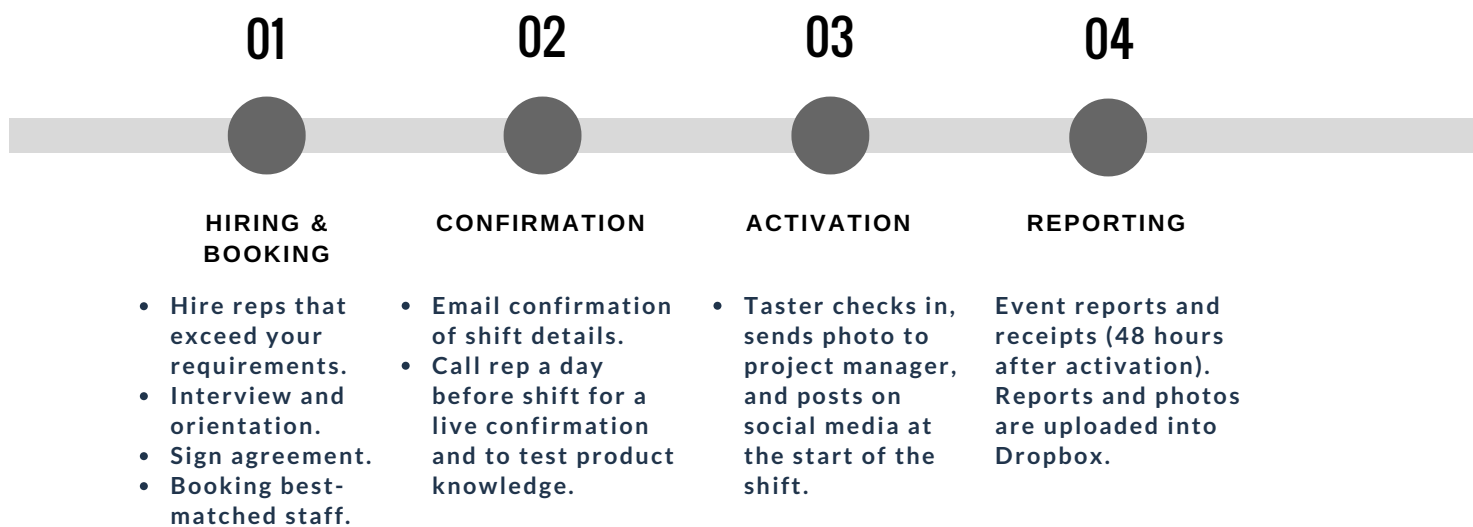 01
02
03
04
HIRING &
BOOKING
• Hire reps that
exceed your
requirements.
• Interview and
orientation.
• Sign agreement.
• Booking best-
matched staff.
CONFIRMATION
• Email confirmation
of shift details.
• Call rep a day
before shift for a
live confirmation
and to test product
knowledge.
ACTIVATION
• Taster checks in,
sends photo to
project manager,
and posts on
social media at
the start of the
shift.
REPORTING
Event reports and
receipts (48 hours
after activation).
Reports and photos
are uploaded into
Dropbox.